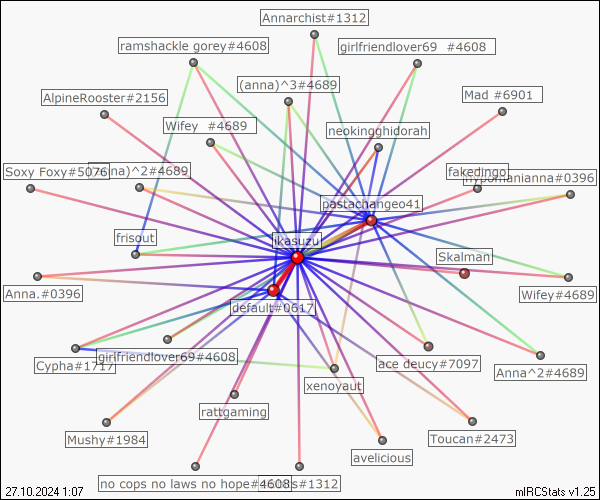 Annarchist#1312
ramshackle gorey#4608
girlfriendlover69 #4608
(anna)^3#4689
AlpineRooster#2156
Mad #6901
Wifey #4689
neokingghidorah
Soxy Foxy#5076
nna)^2#4689
fakedingo
hypomanianna#0396
pastachangeo41
frisout
likasuzu
Skalman
Anna.#0396
Wifey#4689
default#0617
Cypha#1717
girlfriendlover69#4608
ace deucy#7097
Anna^2#4689
xenoyaut
rattgaming
Mushy#1984
avelicious
Toucan#2473
no cops no laws no hope#4608
s#1312
27.10.2024 1:07
mIRCStats v1.25